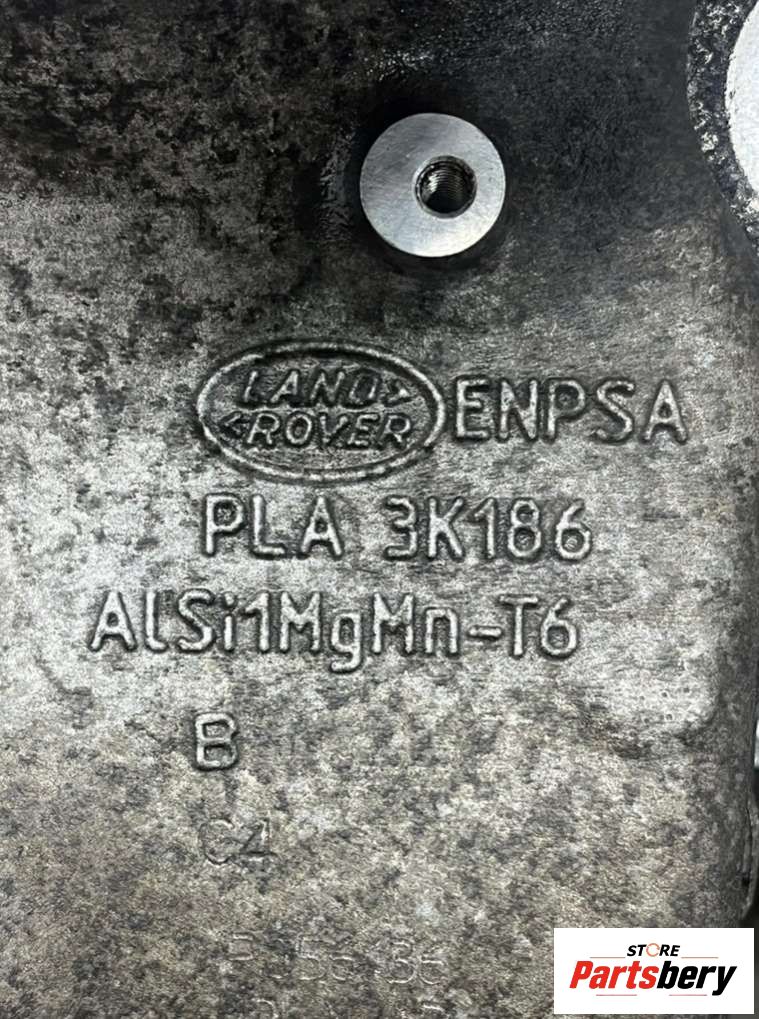 LAND ROVER ENPSA
PLA 3K186
AlSi1MgMn-T6
B
C4
STORE
Partsbery